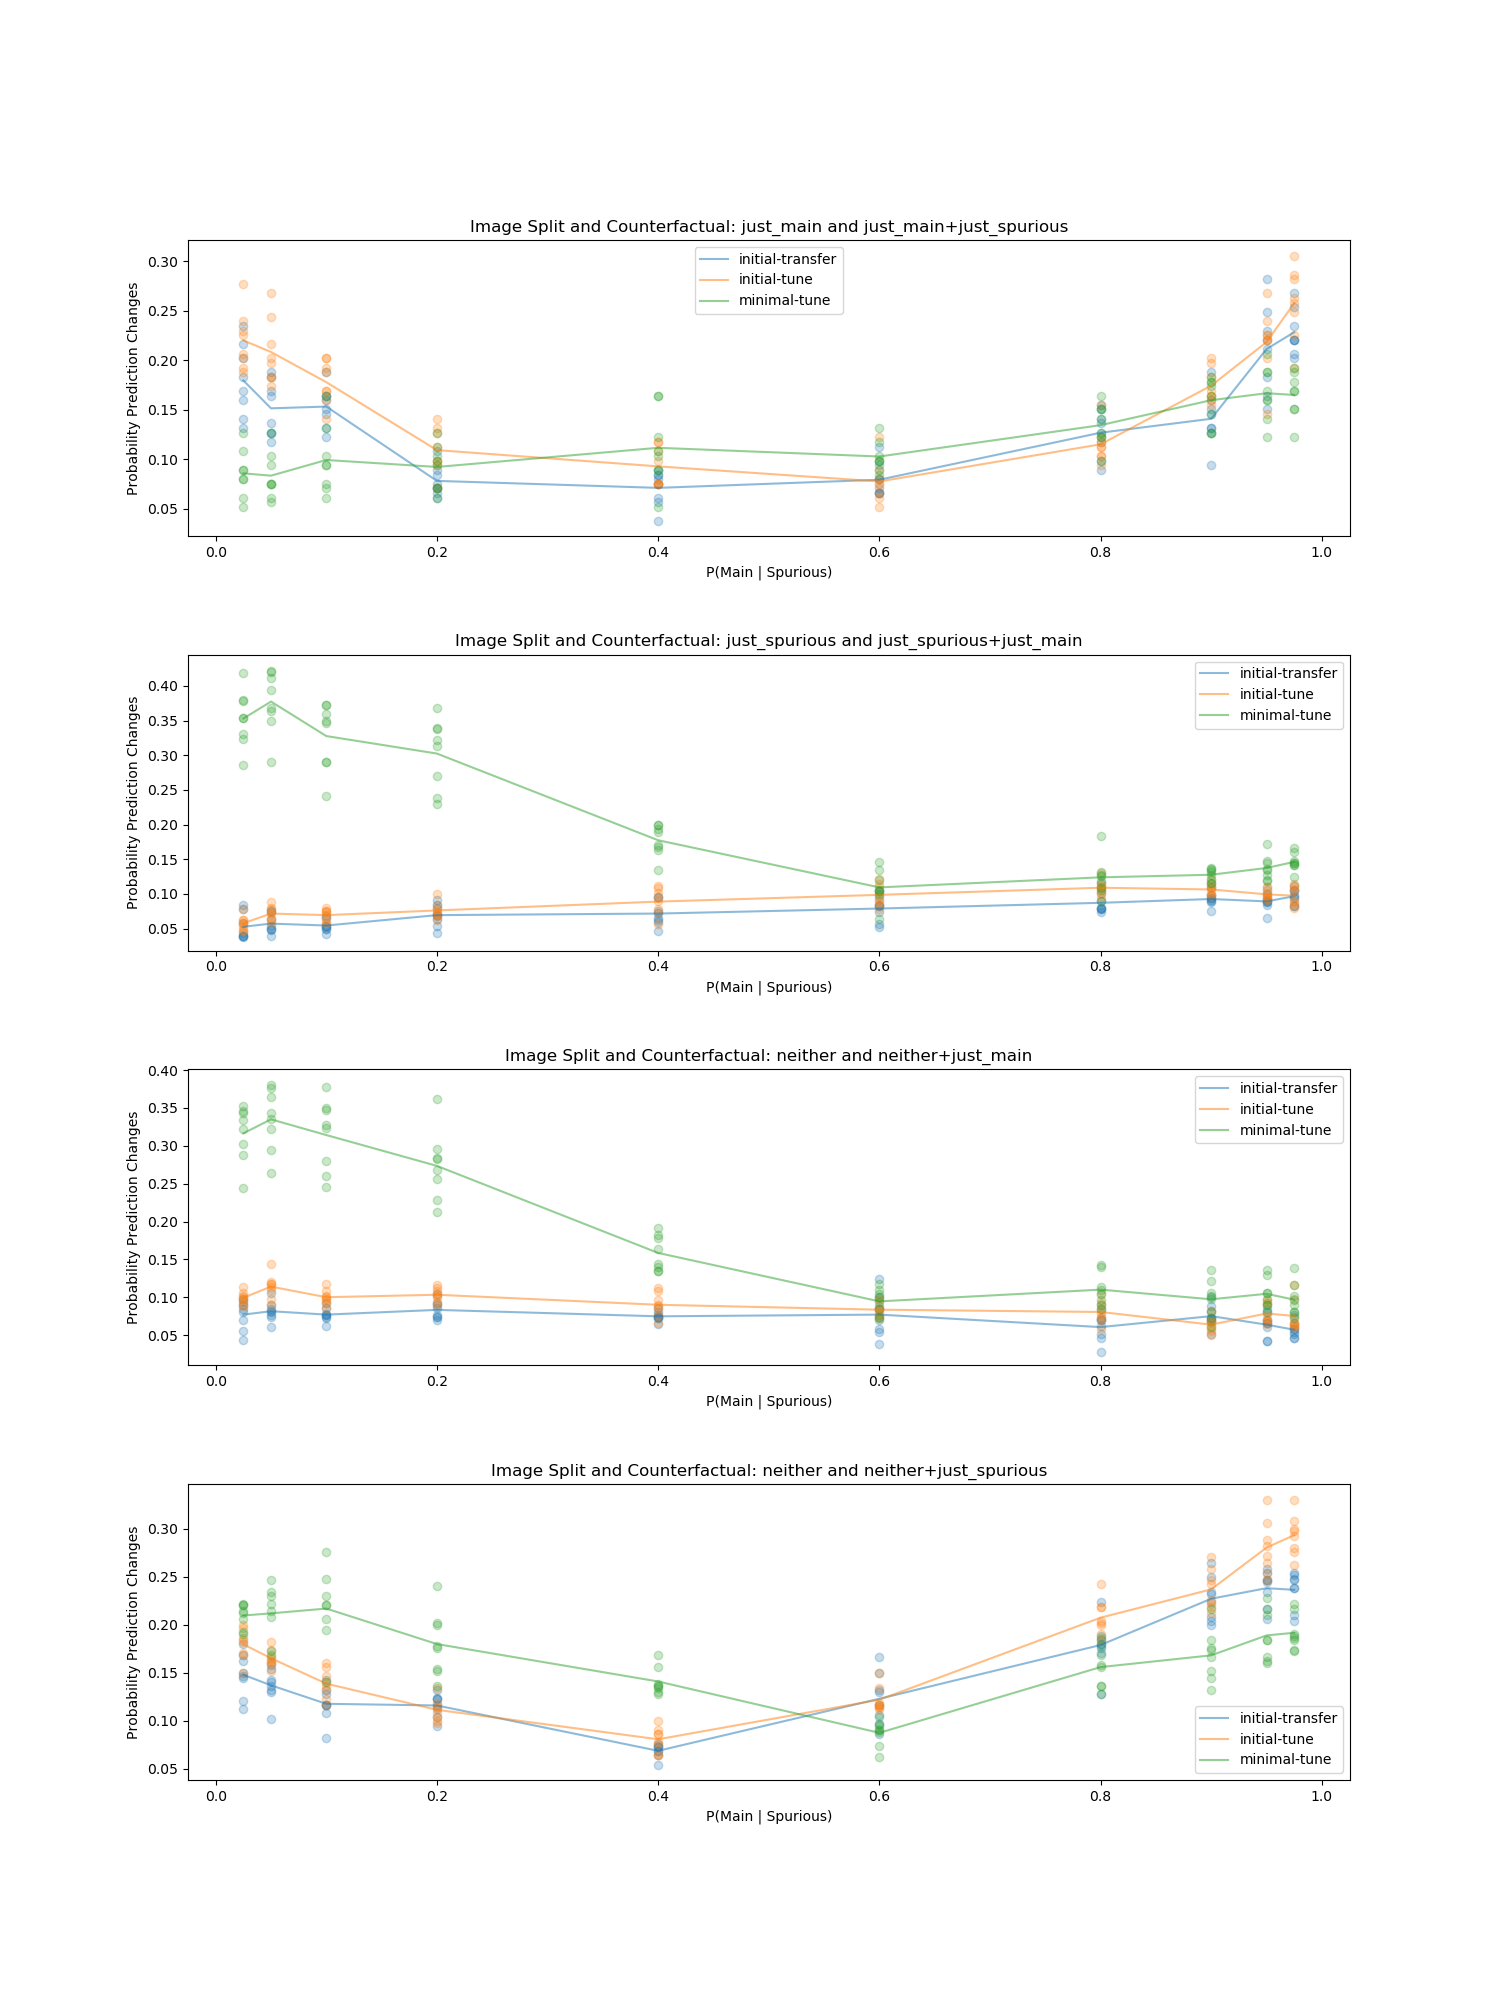 Image Split and Counterfactual: just_main and just_main+just_spurious
Probability Prediction Changes
0.30
0.25
0.20
0.15
0.10
0.05
initial-transfer
initial-tune
minimal-tune
0.0 0.2 0.4 0.6 0.8 1.0
P(Main | Spurious)
Image Split and Counterfactual: just_spurious and just_spurious+just_main
Probability Prediction Changes
0.40
0.35
0.30
0.25
0.20
0.15
0.10
0.05
initial-transfer
initial-tune
minimal-tune
0.0 0.2 0.4 0.6 0.8 1.0
P(Main | Spurious)
Image Split and Counterfactual: neither and neither+just_main
Probability Prediction Changes
0.40
0.35
0.30
0.25
0.20
0.15
0.10
0.05
initial-transfer
initial-tune
minimal-tune
0.0 0.2 0.4 0.6 0.8 1.0
P(Main | Spurious)
Image Split and Counterfactual: neither and neither+just_spurious
Probability Prediction Changes
0.30
0.25
0.20
0.15
0.10
0.05
initial-transfer
initial-tune
minimal-tune
0.0 0.2 0.4 0.6 0.8 1.0
P(Main | Spurious)